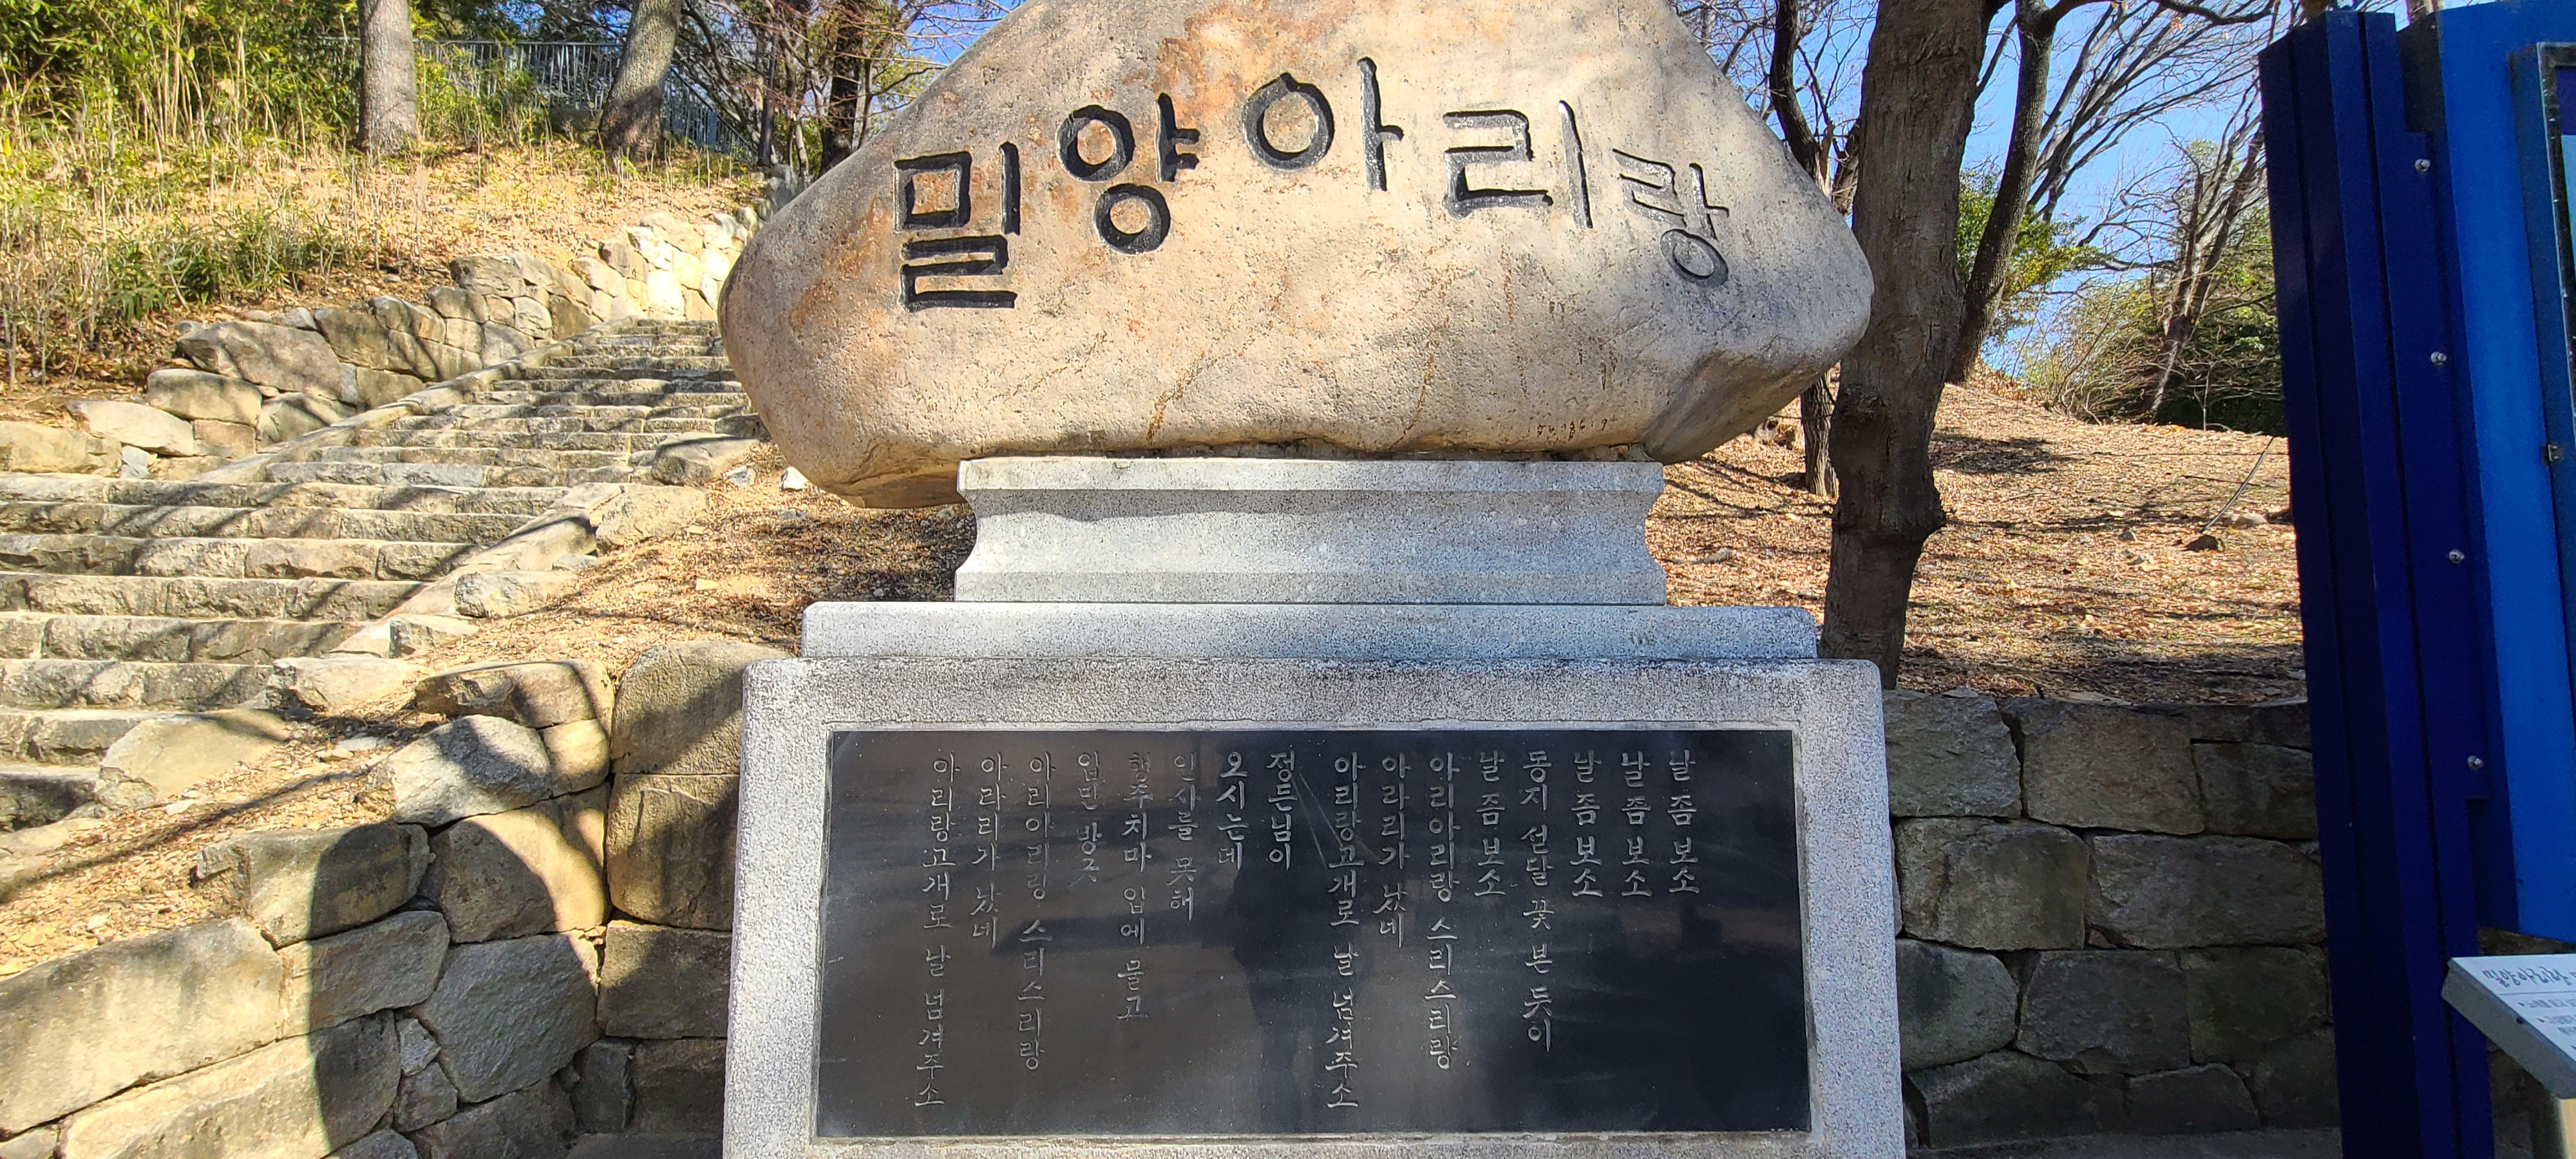 밀양아리랑
날 좀 보소
날 좀 보소
날 좀 보소
동지 섣달 꽃 본 듯이
날 좀 보소
아리아리랑 스리스리랑
아라리가 났네
아리랑고개로 날 넘겨주소
정든님이
오시는데
인사를 못해
행주치마 입에 물고
입만 방긋
아리아리랑 스리스리랑
아라리가 났네
아리랑고개로 날 넘겨주소
밀양아리랑